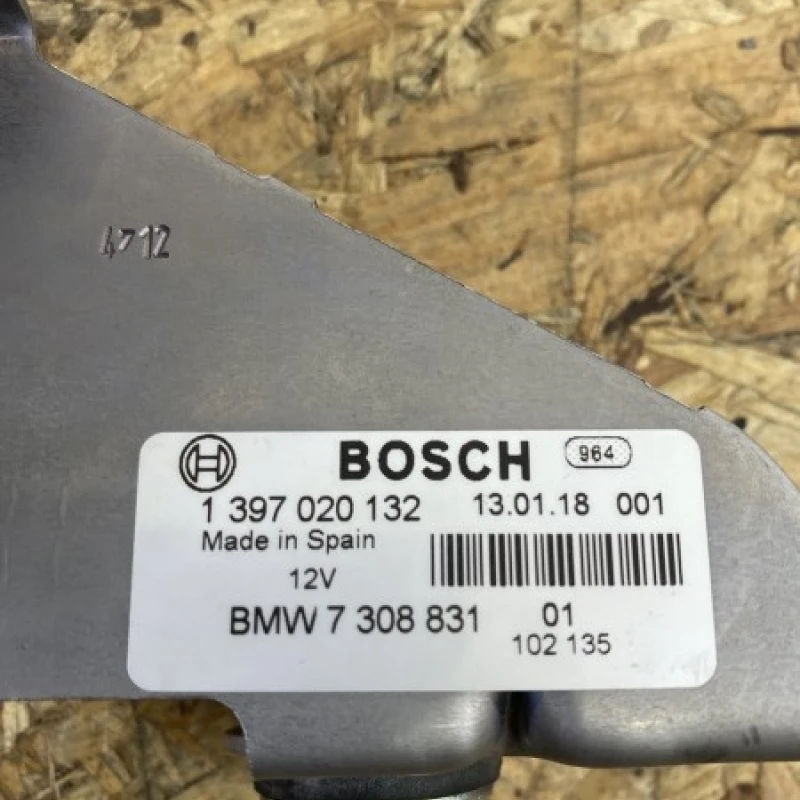 4712
BOSCH 964
1 397 020 132 13.01.18 001
Made in Spain
12V
BMW 7 308 831 01
102 135